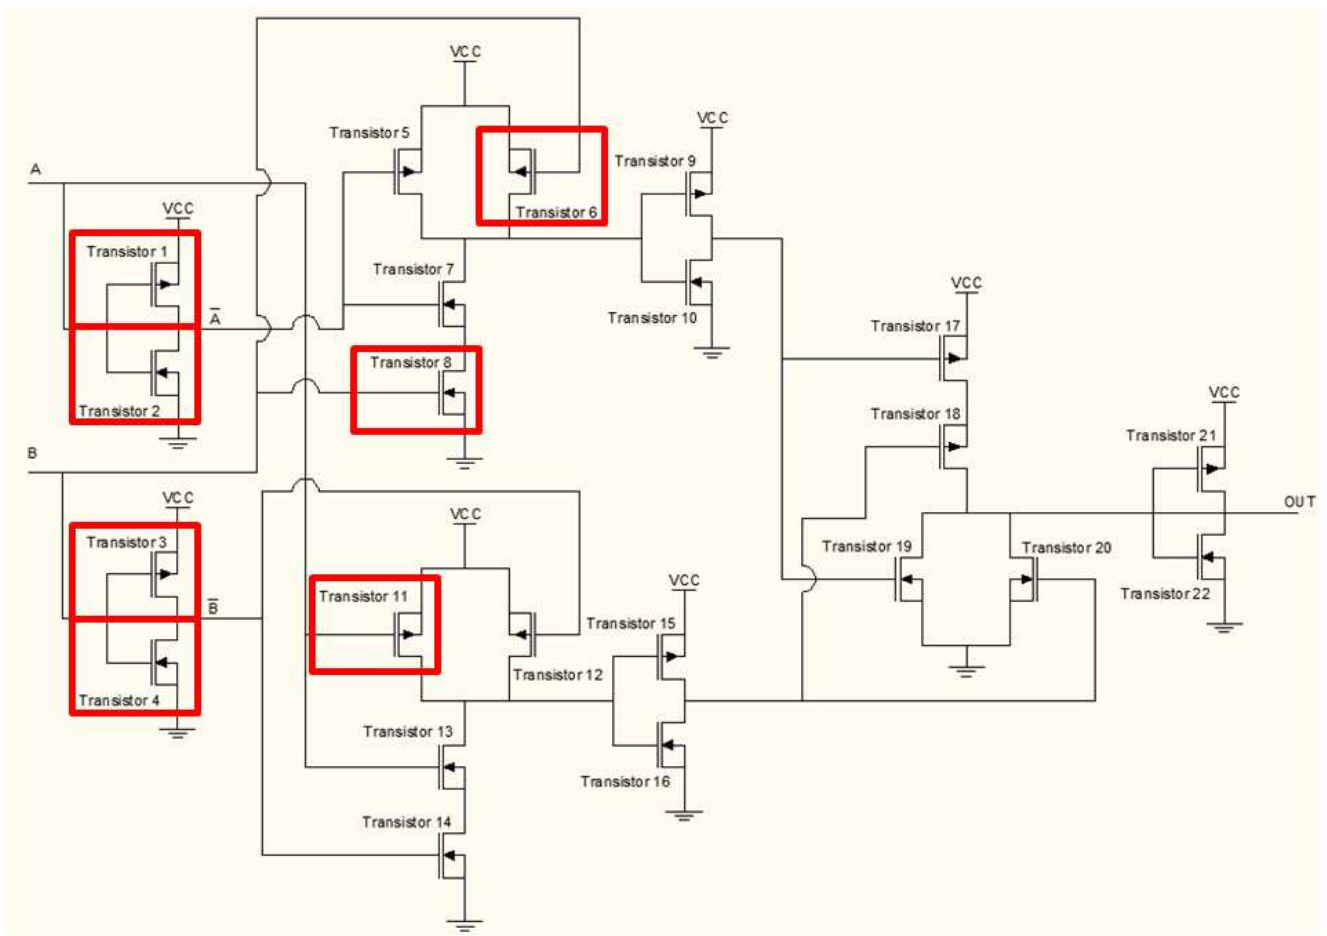 VCC
Transistor 5
VCC
Transistor 9
A
VCC
Transistor 6
Transistor 1
Transistor 7
VCC
A̅
Transistor 10
Transistor 17
Transistor 8
VCC
Transistor 2
Transistor 18
Transistor 21
B
VCC
OUT
VCC
Transistor 3
Transistor 19
Transistor 20
VCC
Transistor 11
Transistor 22
B̅
Transistor 15
Transistor 12
Transistor 4
Transistor 13
Transistor 16
Transistor 14